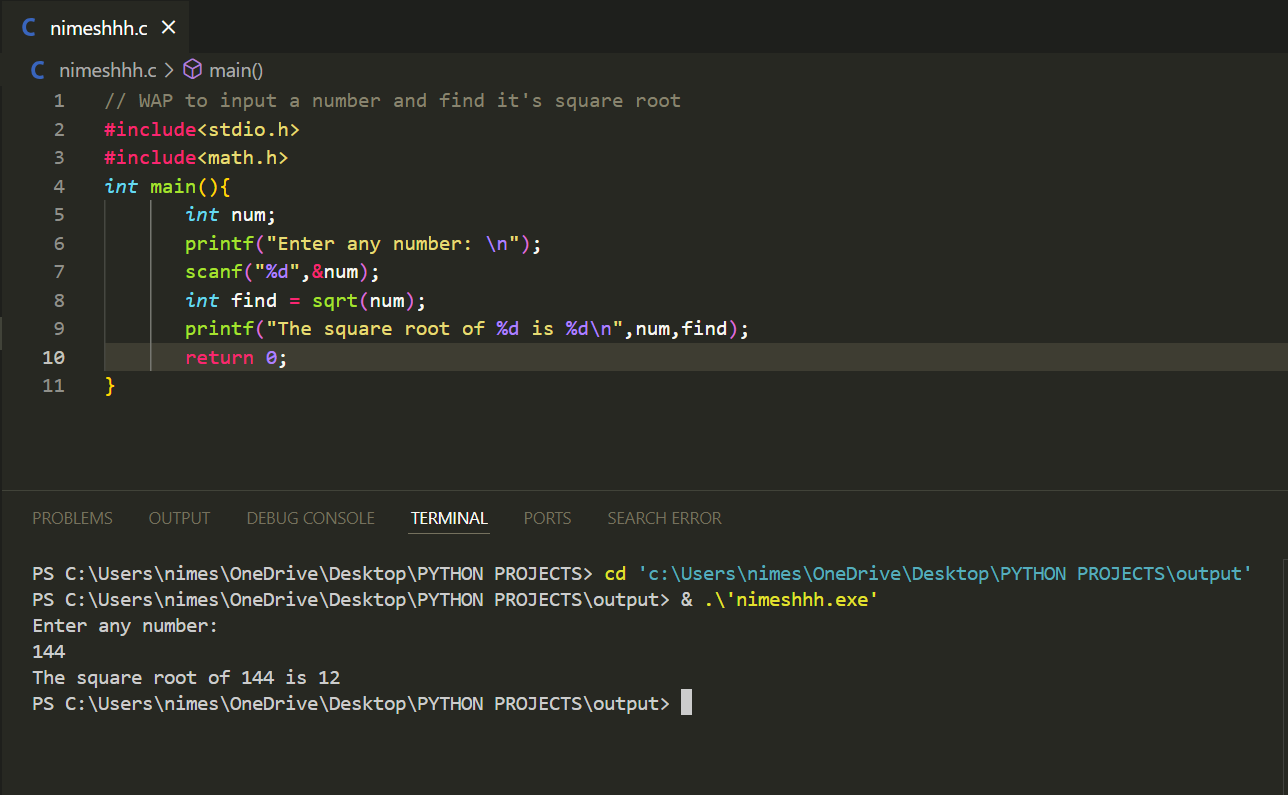 C nimeshhh.c ×
C nimeshhh.c > main()
1 // WAP to input a number and find it's square root
2 #include<stdio.h>
3 #include<math.h>
4 int main(){
5 int num;
6 printf("Enter any number: \n");
7 scanf("%d",&num);
8 int find = sqrt(num);
9 printf("The square root of %d is %d\n",num,find);
10 return 0;
11 }
PROBLEMS OUTPUT DEBUG CONSOLE TERMINAL PORTS SEARCH ERROR
PS C:\Users\nimes\OneDrive\Desktop\PYTHON PROJECTS> cd 'c:\Users\nimes\OneDrive\Desktop\PYTHON PROJECTS\output'
PS C:\Users\nimes\OneDrive\Desktop\PYTHON PROJECTS\output> & .\'nimeshhh.exe'
Enter any number:
144
The square root of 144 is 12
PS C:\Users\nimes\OneDrive\Desktop\PYTHON PROJECTS\output>